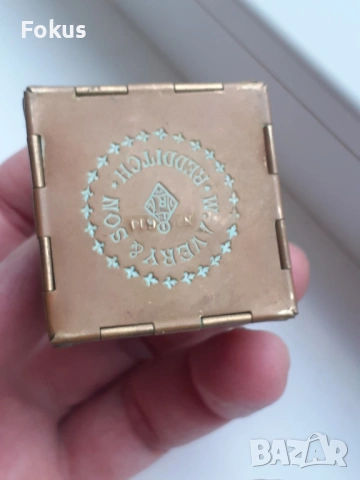 Fokus
W. AVERY & SON
· REDDITCH ·
BAZAR